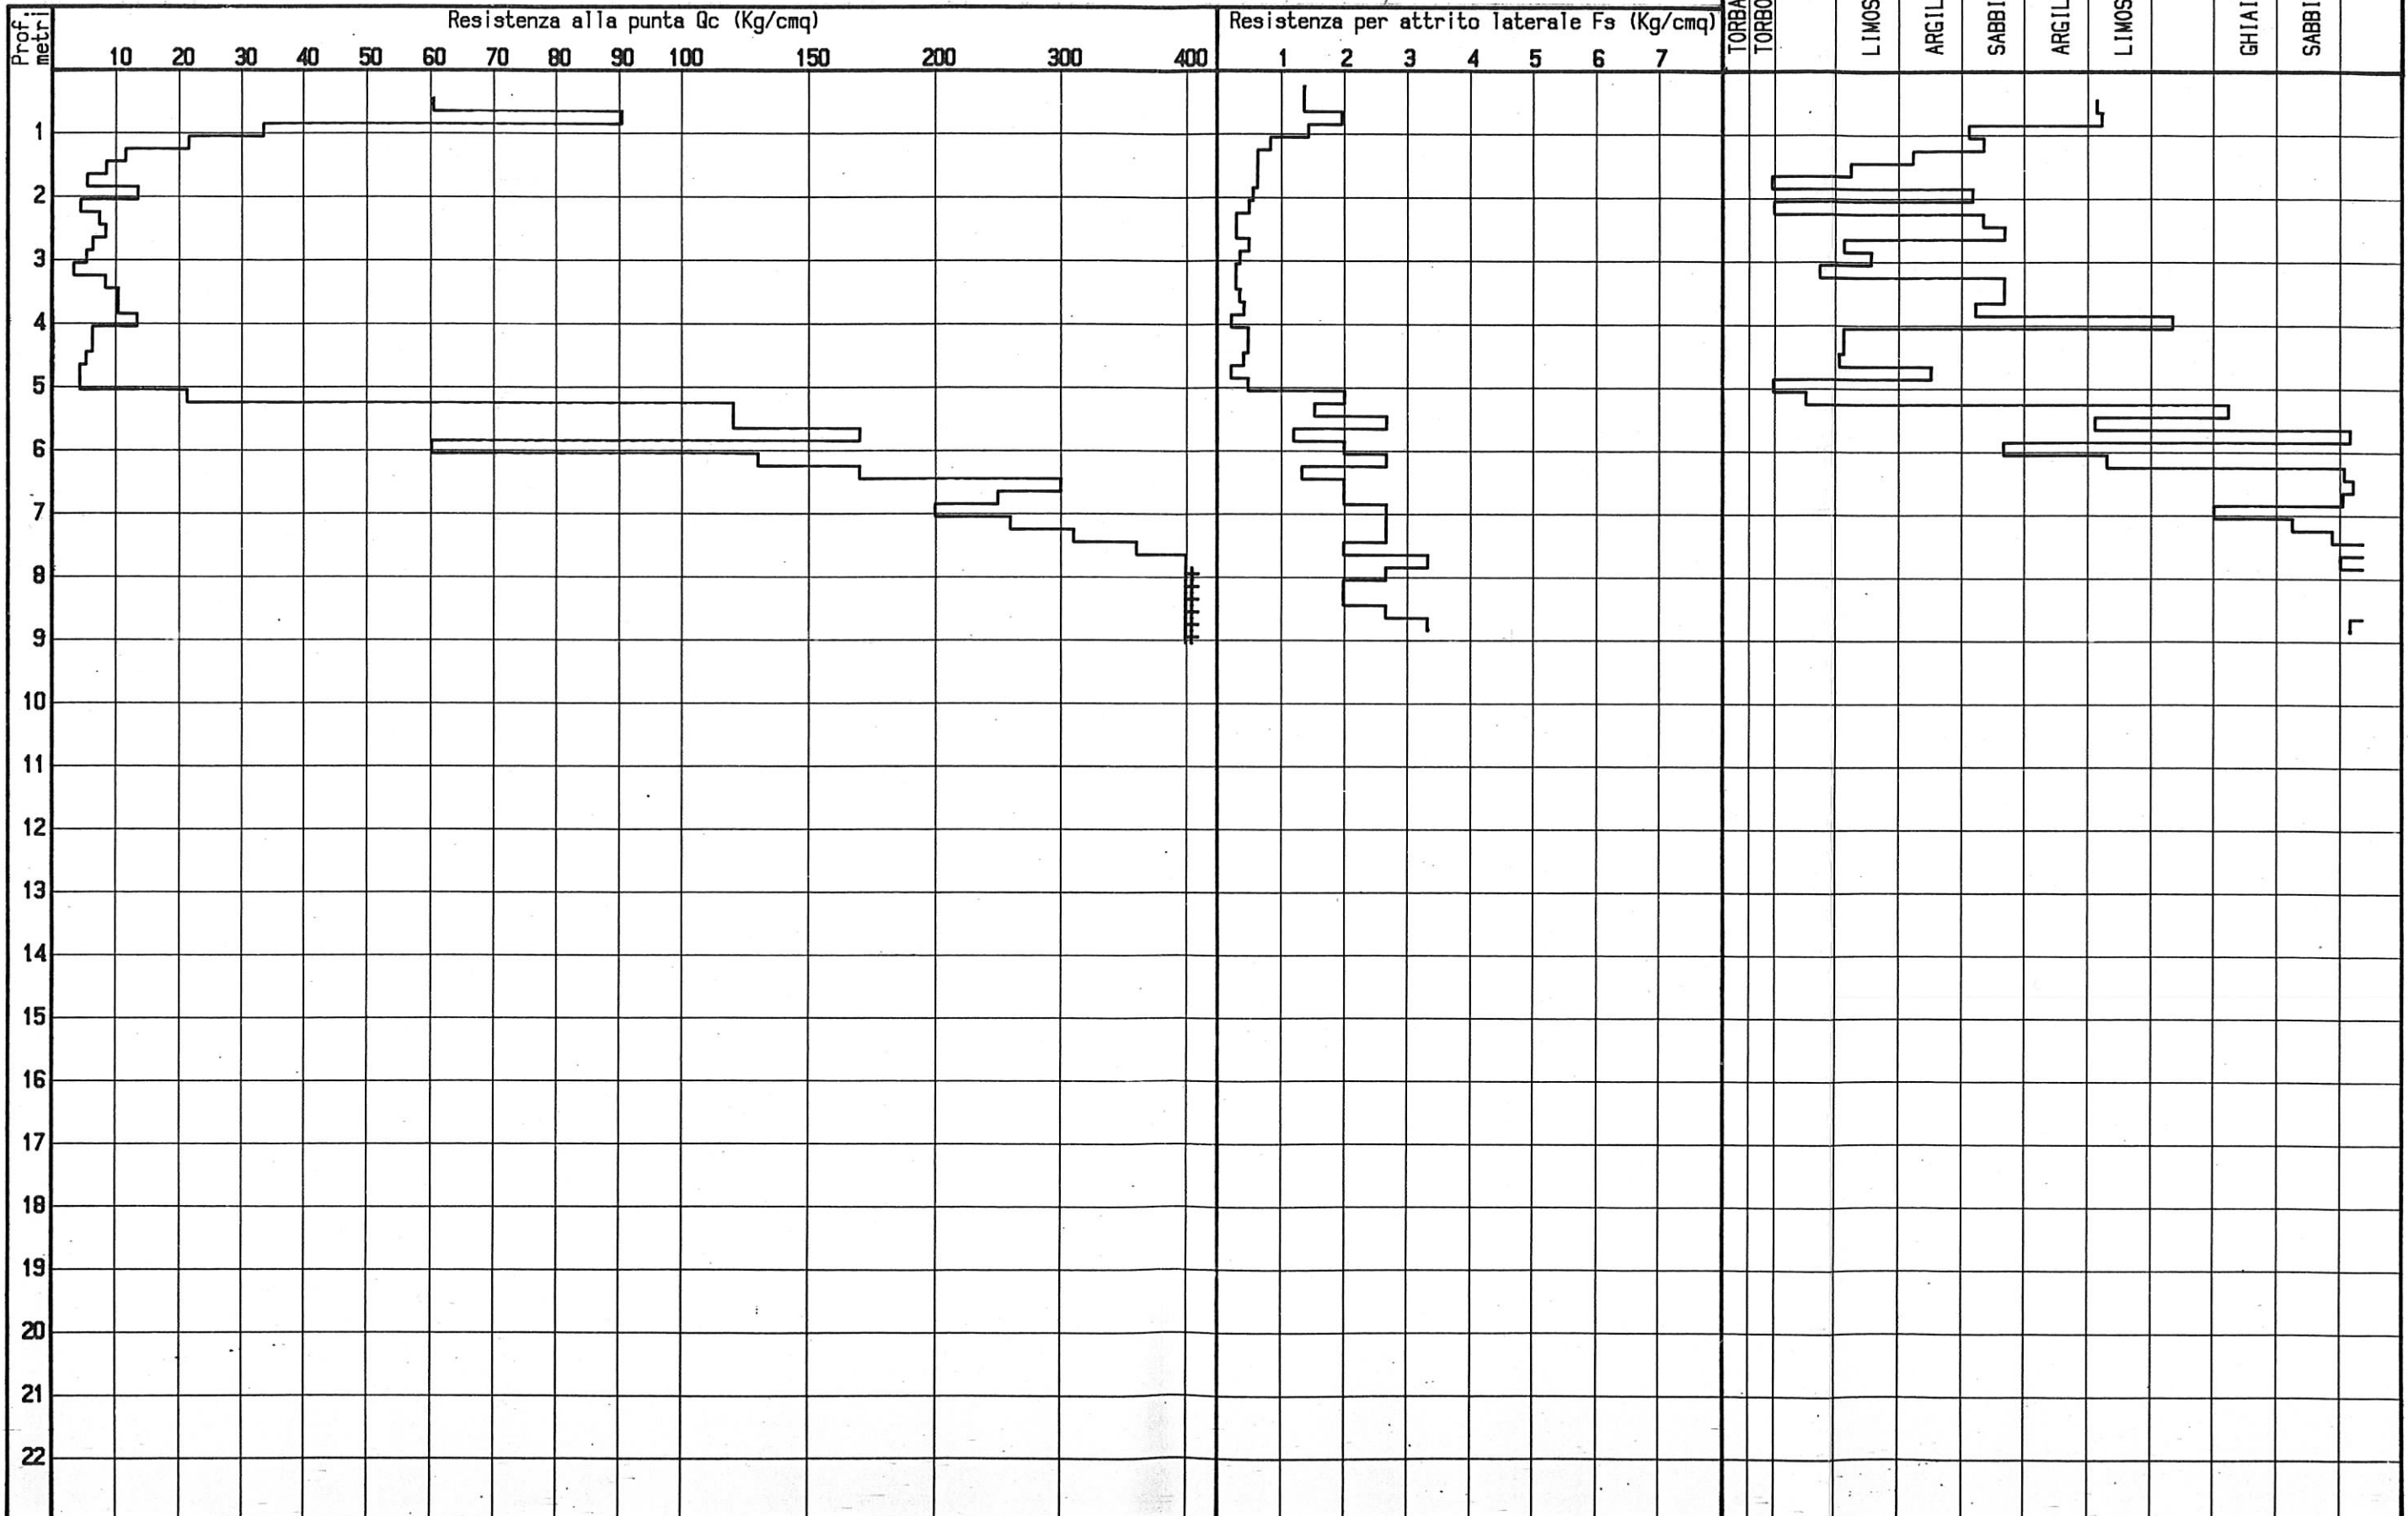 Prof. metri
Resistenza alla punta Qc (Kg/cmq)
10 20 30 40 50 60 70 80 90 100 150 200 300 400
Resistenza per attrito laterale Fs (Kg/cmq)
1 2 3 4 5 6 7
TORBA
TORBO
LIMOS
ARGIL
SABBI
ARGIL
LIMOS
GHIAI
SABBI
1
2
3
4
5
6
7
8
9
10
11
12
13
14
15
16
17
18
19
20
21
22